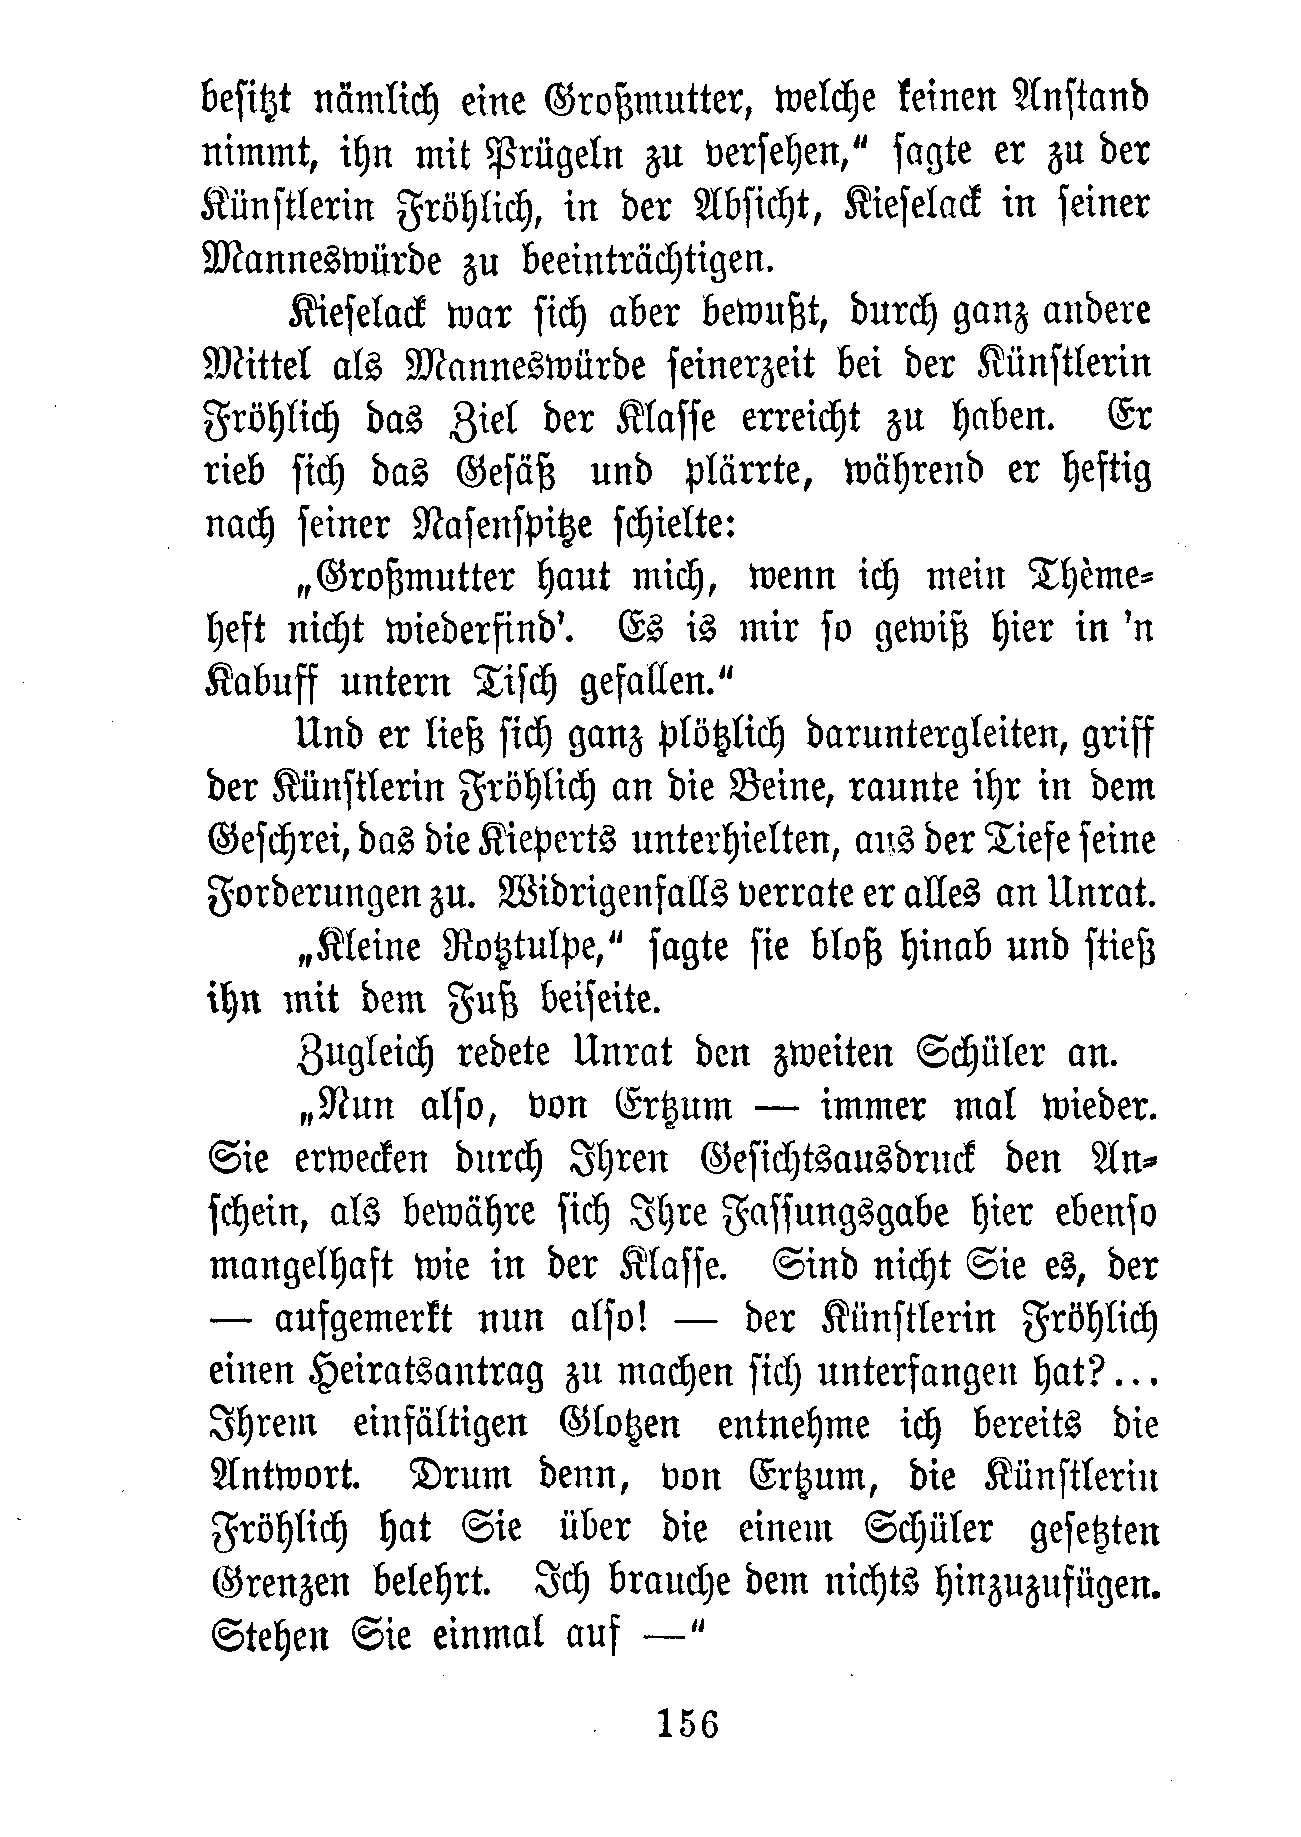 besitzt nämlich eine Großmutter, welche keinen Anstand
nimmt, ihn mit Prügeln zu versehen,“ sagte er zu der
Künstlerin Fröhlich, in der Absicht, Kieselack in seiner
Manneswürde zu beeinträchtigen.
Kieselack war sich aber bewußt, durch ganz andere
Mittel als Manneswürde seinerzeit bei der Künstlerin
Fröhlich das Ziel der Klasse erreicht zu haben. Er
rieb sich das Gesäß und plärrte, während er heftig
nach seiner Nasenspitze schielte:
„Großmutter haut mich, wenn ich mein Thème-
heft nicht wiederfind’. Es is mir so gewiß hier in ’n
Kabuff untern Tisch gefallen.“
Und er ließ sich ganz plötzlich daruntergleiten, griff
der Künstlerin Fröhlich an die Beine, raunte ihr in dem
Geschrei, das die Kieperts unterhielten, aus der Tiefe seine
Forderungen zu. Widrigenfalls verrate er alles an Unrat.
„Kleine Rotztulpe,“ sagte sie bloß hinab und stieß
ihn mit dem Fuß beiseite.
Zugleich redete Unrat den zweiten Schüler an.
„Nun also, von Ertzum — immer mal wieder.
Sie erwecken durch Ihren Gesichtsausdruck den An-
schein, als bewähre sich Ihre Fassungsgabe hier ebenso
mangelhaft wie in der Klasse. Sind nicht Sie es, der
— aufgemerkt nun also! — der Künstlerin Fröhlich
einen Heiratsantrag zu machen sich unterfangen hat?...
Ihrem einfältigen Glotzen entnehme ich bereits die
Antwort. Drum denn, von Ertzum, die Künstlerin
Fröhlich hat Sie über die einem Schüler gesetzten
Grenzen belehrt. Ich brauche dem nichts hinzuzufügen.
Stehen Sie einmal auf —“
156